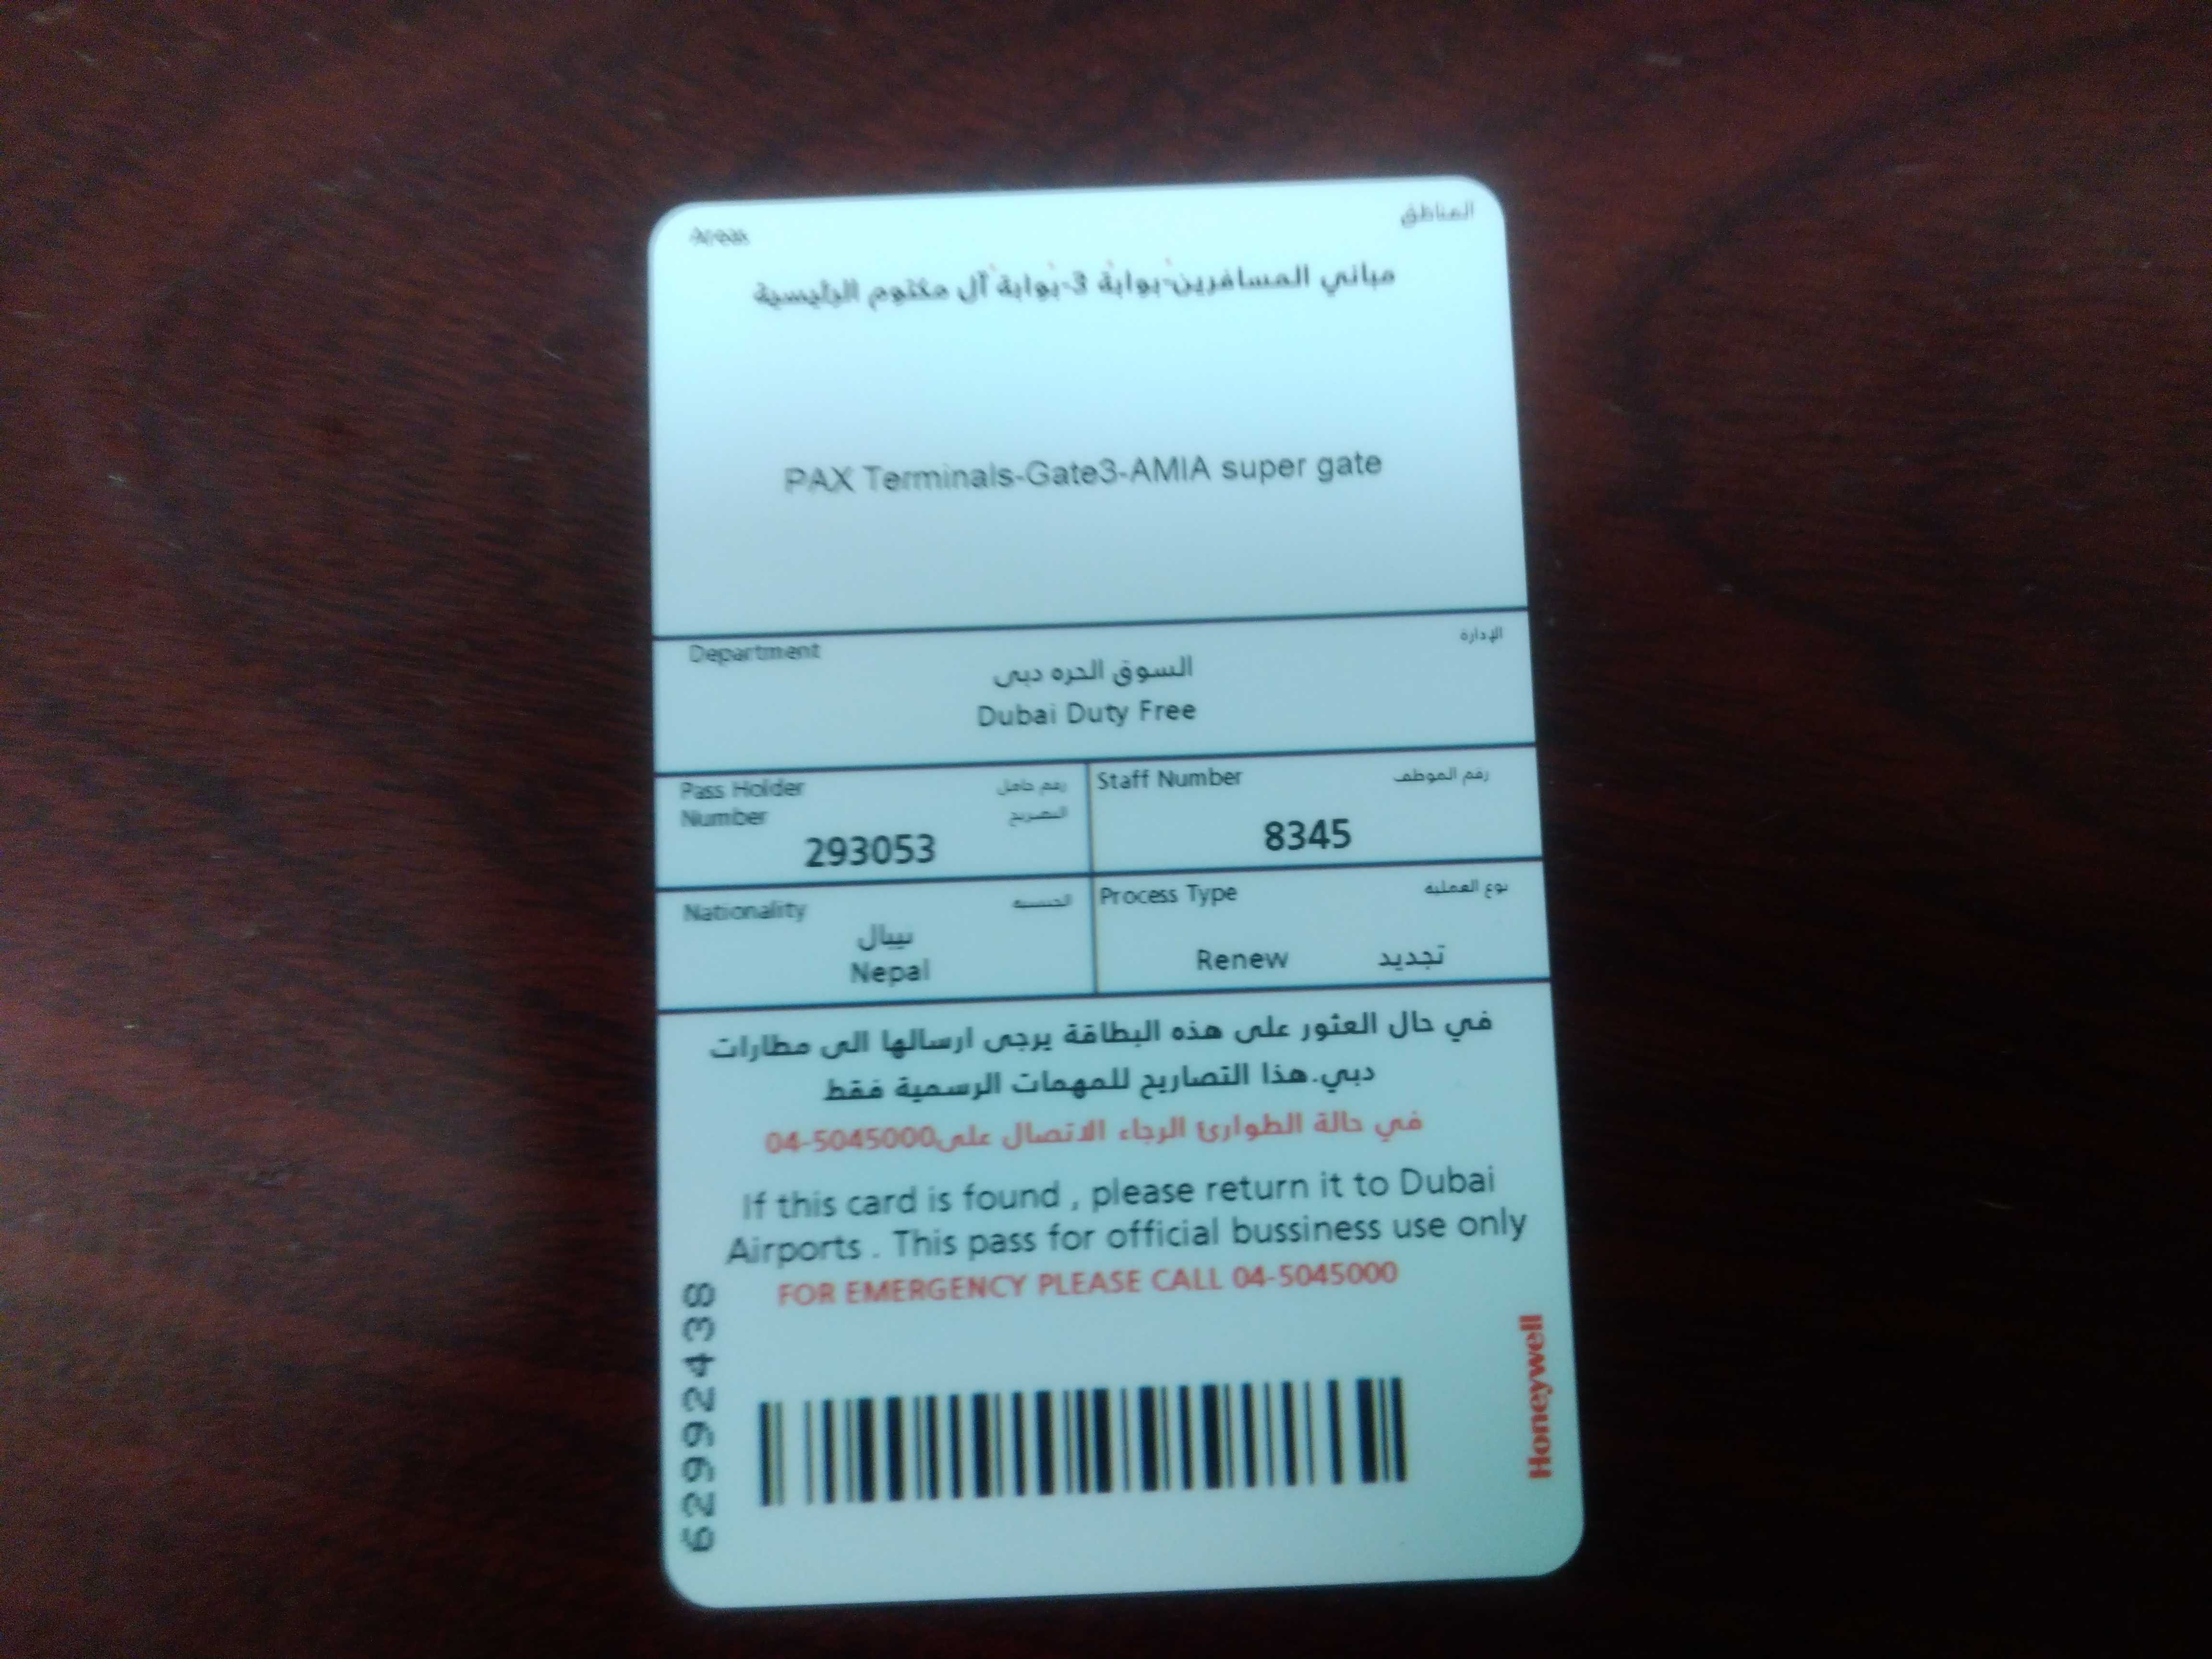 Areas المناطق
مباني المسافرين-بوابة 3-بوابة آل مكتوم الرئيسية
PAX Terminals-Gate3-AMIA super gate
Department الإدارة
السوق الحره دبى
Dubai Duty Free
Pass Holder رقم حامل
Number التصريح
293053
Staff Number رقم الموظف
8345
Nationality الجنسية
نيبال
Nepal
Process Type نوع العملية
Renew تجديد
في حال العثور على هذه البطاقة يرجى ارسالها الى مطارات
دبي.هذا التصاريح للمهمات الرسمية فقط
في حالة الطوارئ الرجاء الاتصال على04-5045000
If this card is found , please return it to Dubai
Airports . This pass for official bussiness use only
FOR EMERGENCY PLEASE CALL 04-5045000
62992438
Honeywell